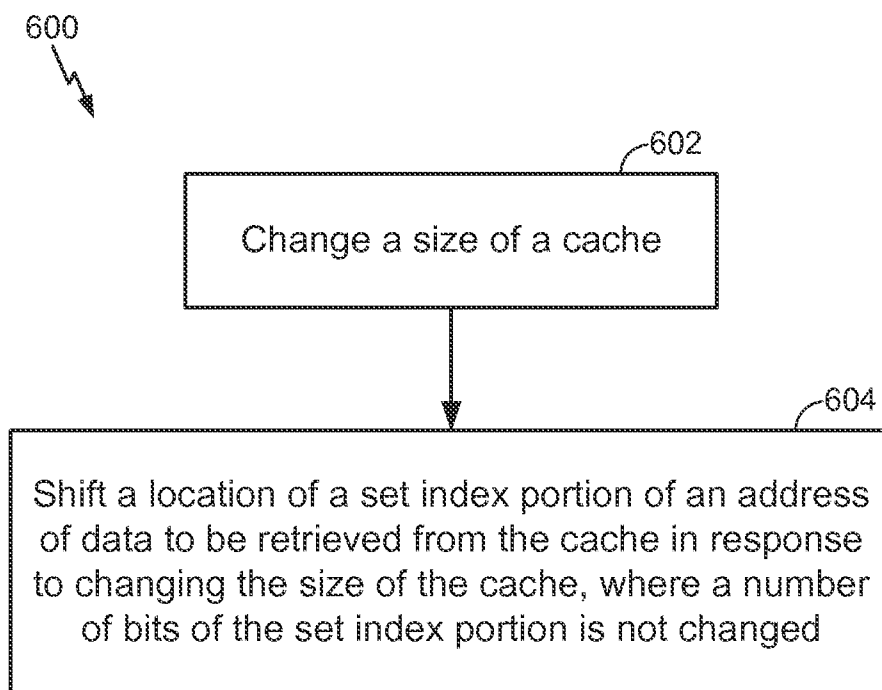 600
602
Change a size of a cache
604
Shift a location of a set index portion of an address
of data to be retrieved from the cache in response
to changing the size of the cache, where a number
of bits of the set index portion is not changed